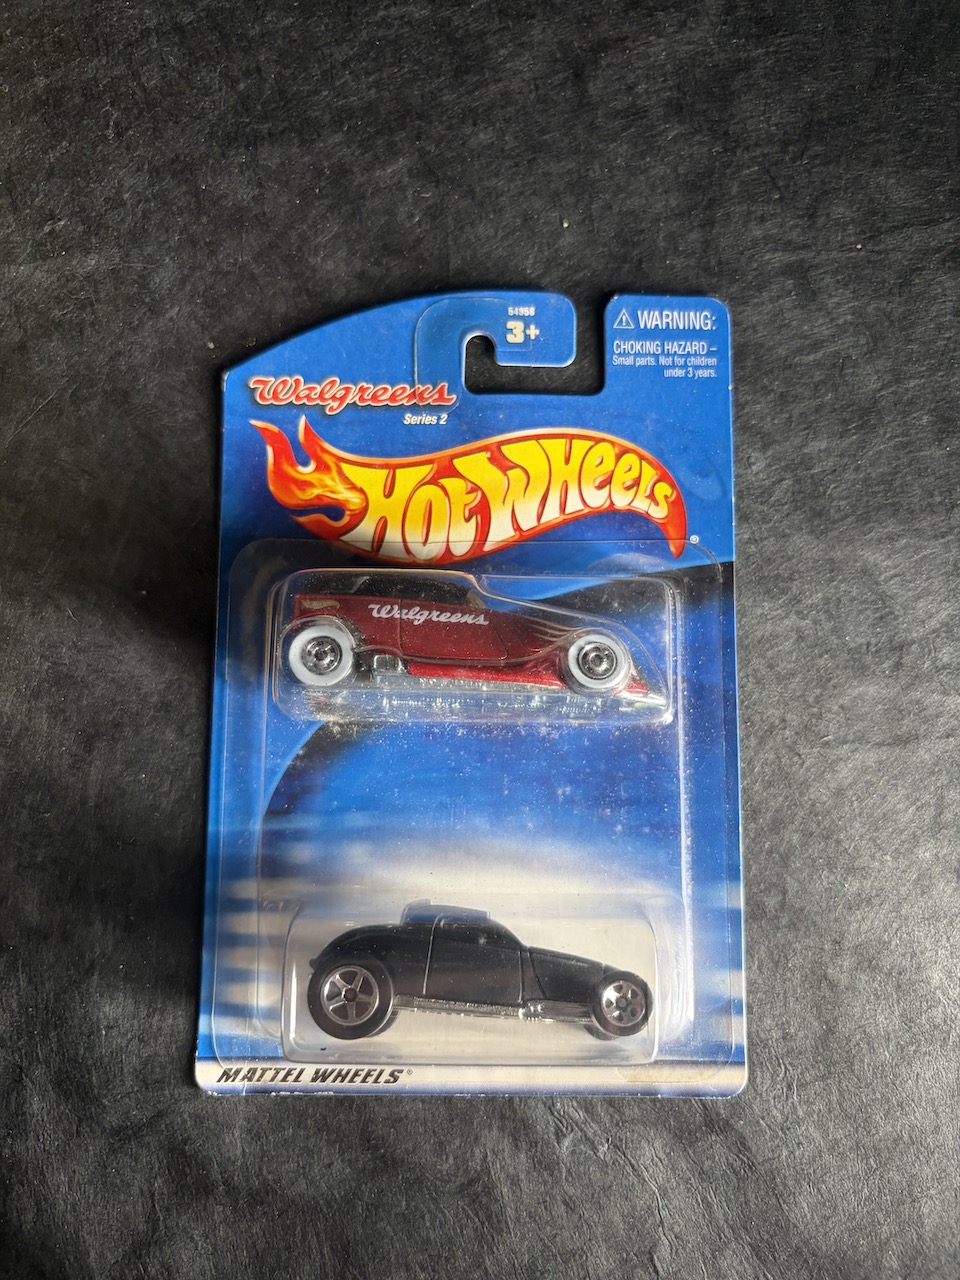 3+
⚠ WARNING:
CHOKING HAZARD –
Small parts. Not for children
under 3 years.
Walgreens
Series 2
HOT WHEELS
®
Walgreens
MATTEL WHEELS®